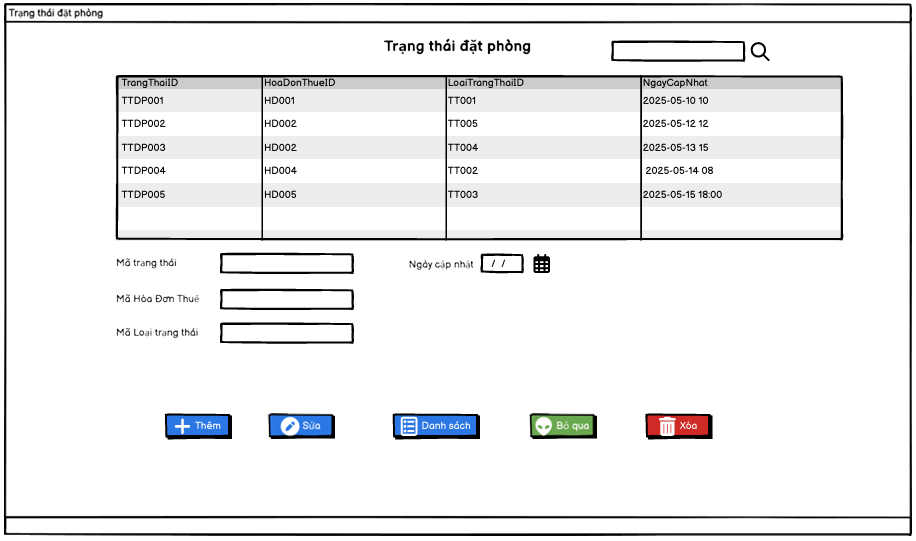 Trạng thái đặt phòng
Trạng thái đặt phòng
TrangThaiID HoaDonThueID LoaiTrangThaiID NgayCapNhat
TTDP001 HD001 TT001 2025-05-10 10
TTDP002 HD002 TT005 2025-05-12 12
TTDP003 HD002 TT004 2025-05-13 15
TTDP004 HD004 TT002 2025-05-14 08
TTDP005 HD005 TT003 2025-05-15 18:00
Mã trạng thái Ngày cập nhật / /
Mã Hóa Đơn Thuê
Mã Loại trạng thái
Thêm Sửa Danh sách Bỏ qua Xóa